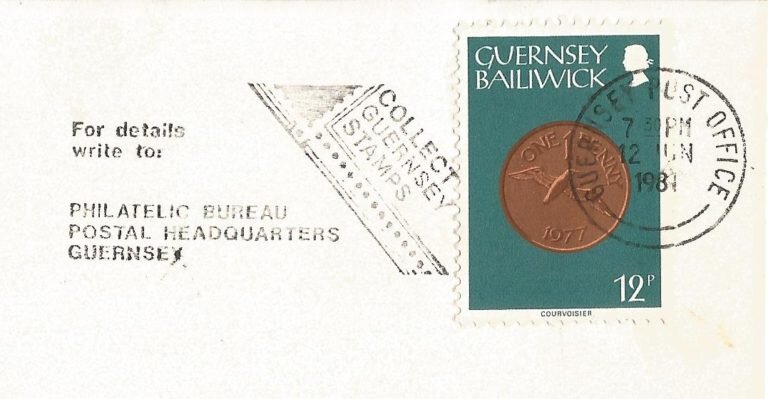 For details
write to:
PHILATELIC BUREAU
POSTAL HEADQUARTERS
GUERNSEY
COLLECT
GUERNSEY
STAMPS
GUERNSEY
BAILIWICK
ONE PENNY
1977
12P
COURVOISIER
GUERNSEY POST OFFICE
7 30 PM
12 JUN
1981